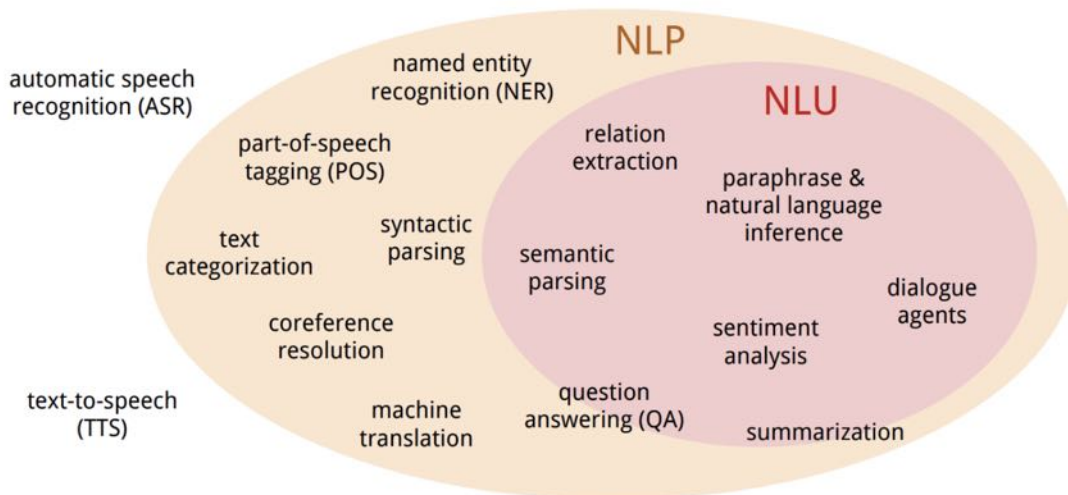 NLP
NLU
automatic speech
recognition (ASR)
named entity
recognition (NER)
part-of-speech
tagging (POS)
relation
extraction
paraphrase &
natural language
inference
text
categorization
syntactic
parsing
semantic
parsing
dialogue
agents
coreference
resolution
sentiment
analysis
text-to-speech
(TTS)
machine
translation
question
answering (QA)
summarization